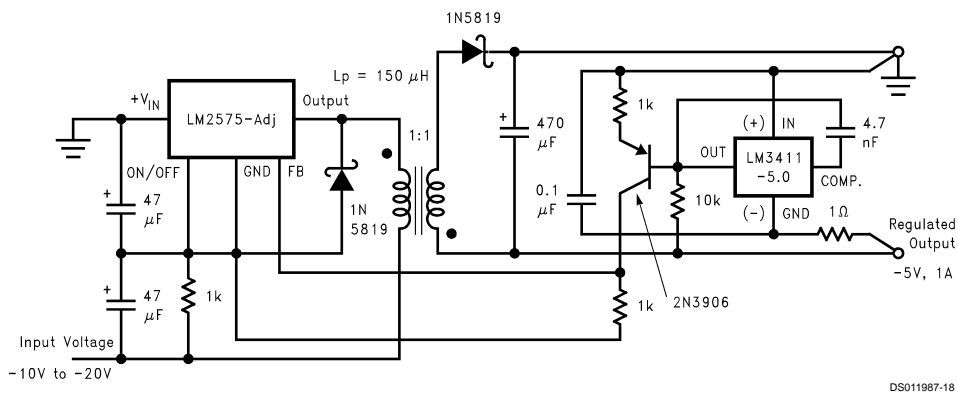 1N5819
Lp = 150 μH
+VIN
LM2575-Adj
Output
ON/OFF
GND
FB
1:1
1N
5819
47
μF
47
μF
1k
Input Voltage
-10V to -20V
+
+
+
470
μF
0.1
μF
1k
OUT
(+)
IN
LM3411
-5.0
4.7
nF
COMP.
10k
(-)
GND
1Ω
Regulated
Output
-5V, 1A
1k
2N3906
DS011987-18